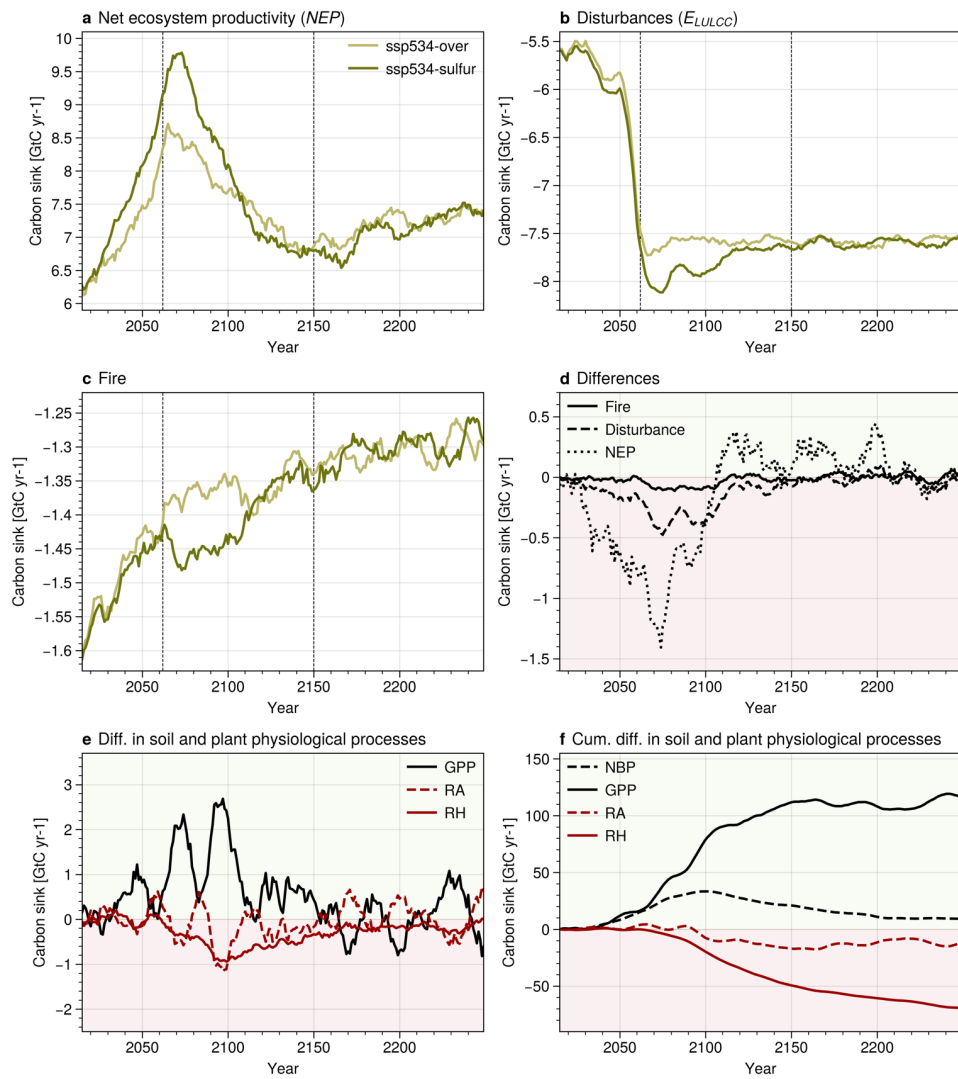 a Net ecosystem productivity (NEP)
10
9.5
9
8.5
8
7.5
7
6.5
6
Carbon sink [GtC yr-1]
ssp534-over
ssp534-sulfur
2050 2100 2150 2200
Year
b Disturbances (E_LULCC)
−5.5
−6
−6.5
−7
−7.5
−8
Carbon sink [GtC yr-1]
2050 2100 2150 2200
Year
c Fire
−1.25
−1.3
−1.35
−1.4
−1.45
−1.5
−1.55
−1.6
Carbon sink [GtC yr-1]
2050 2100 2150 2200
Year
d Differences
0.5
0
−0.5
−1
−1.5
Carbon sink [GtC yr-1]
Fire
Disturbance
NEP
2050 2100 2150 2200
Year
e Diff. in soil and plant physiological processes
3
2
1
0
−1
−2
Carbon sink [GtC yr-1]
GPP
RA
RH
2050 2100 2150 2200
Year
f Cum. diff. in soil and plant physiological processes
150
100
50
0
−50
Carbon sink [GtC yr-1]
NBP
GPP
RA
RH
2050 2100 2150 2200
Year